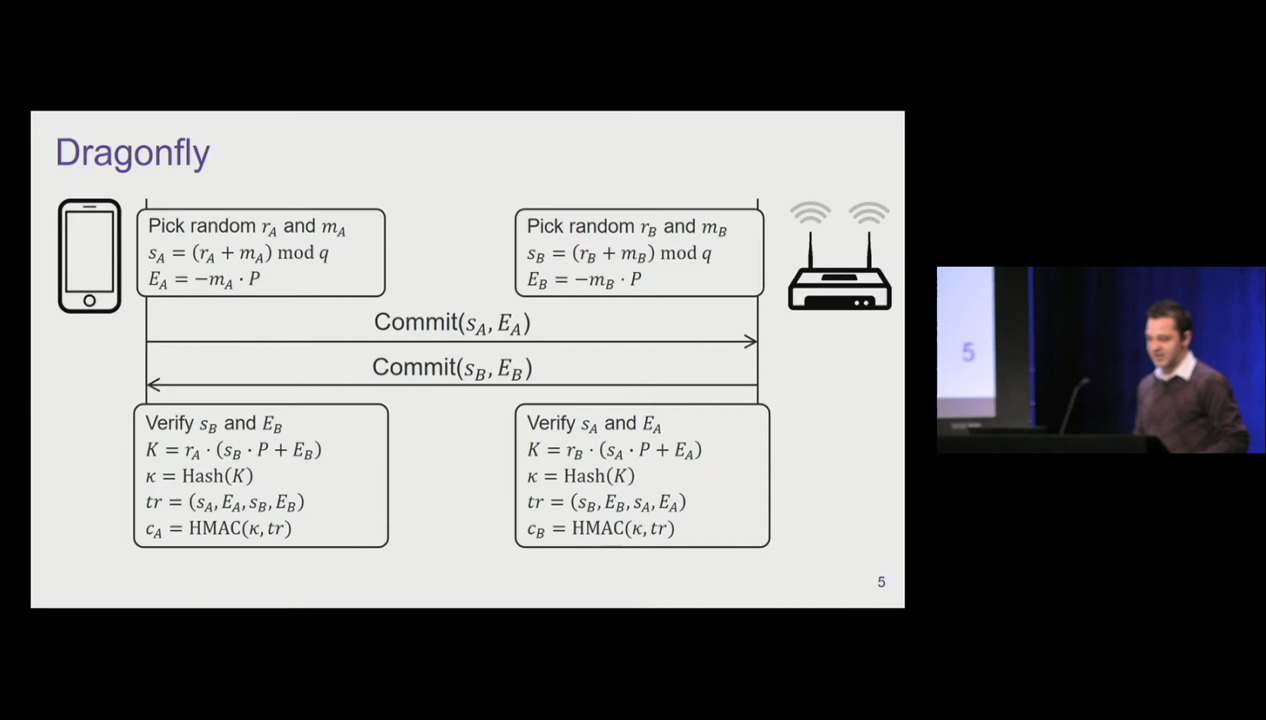 Dragonfly
Pick random r_A and m_A
s_A = (r_A + m_A) mod q
E_A = −m_A · P
Pick random r_B and m_B
s_B = (r_B + m_B) mod q
E_B = −m_B · P
Commit(s_A, E_A)
Commit(s_B, E_B)
Verify s_B and E_B
K = r_A · (s_B · P + E_B)
κ = Hash(K)
tr = (s_A, E_A, s_B, E_B)
c_A = HMAC(κ, tr)
Verify s_A and E_A
K = r_B · (s_A · P + E_A)
κ = Hash(K)
tr = (s_B, E_B, s_A, E_A)
c_B = HMAC(κ, tr)
5
5